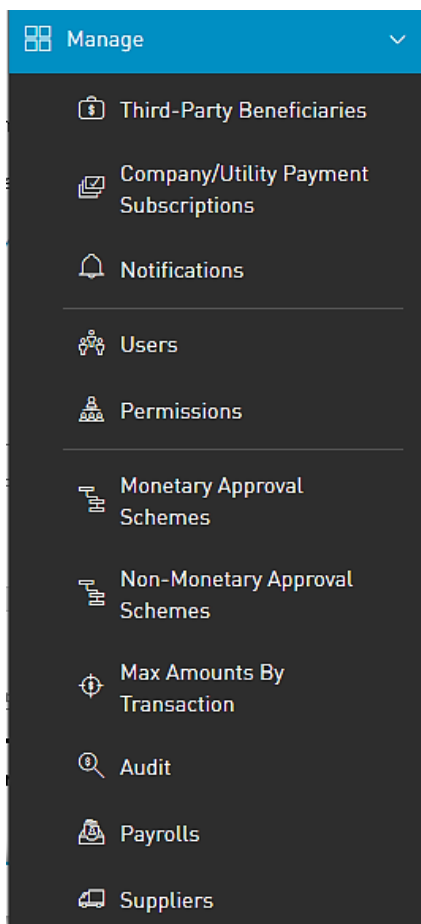 Manage
Third-Party Beneficiaries
Company/Utility Payment
Subscriptions
Notifications
Users
Permissions
Monetary Approval
Schemes
Non-Monetary Approval
Schemes
Max Amounts By
Transaction
Audit
Payrolls
Suppliers